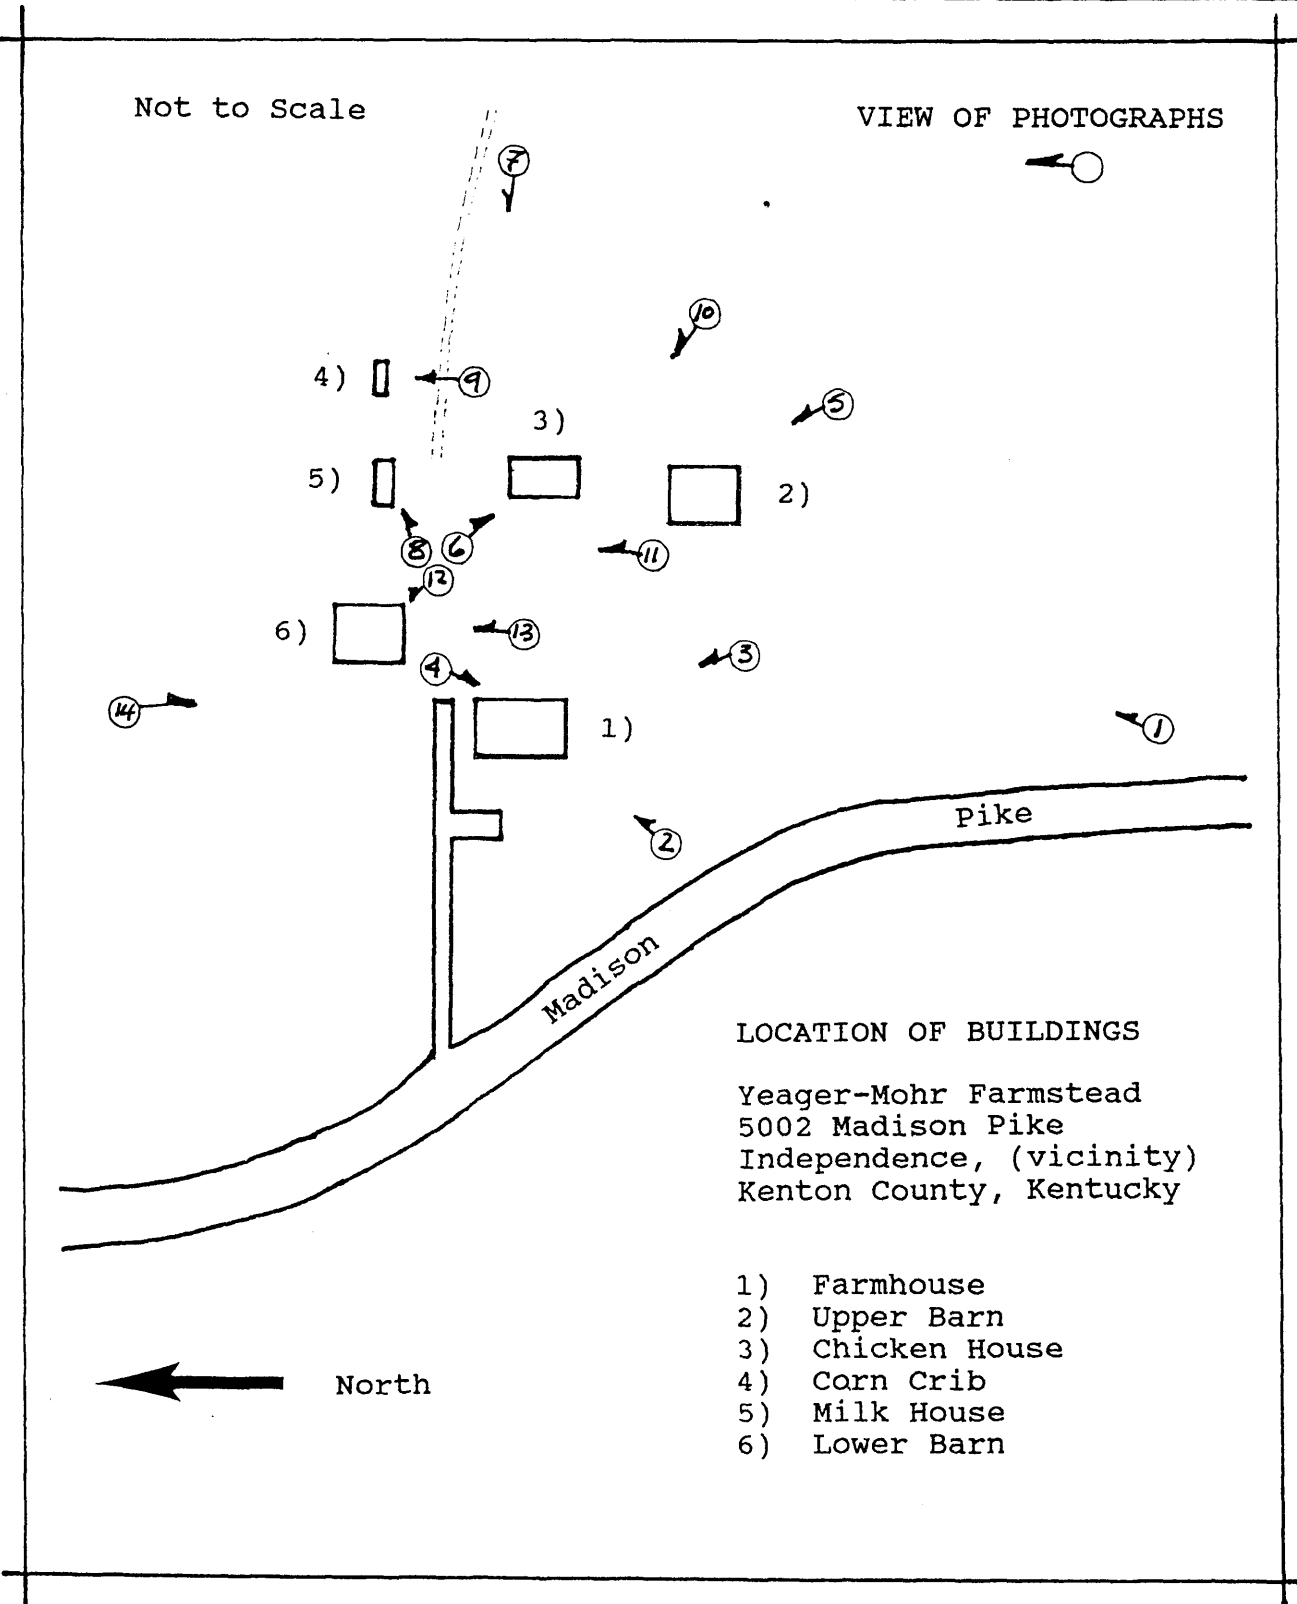 Not to Scale
VIEW OF PHOTOGRAPHS
7
10
4)
9
5
3)
5)
2)
8
6
11
12
6)
13
4
3
14
1)
1
Pike
2
Madison
LOCATION OF BUILDINGS
Yeager-Mohr Farmstead
5002 Madison Pike
Independence, (vicinity)
Kenton County, Kentucky
1) Farmhouse
2) Upper Barn
3) Chicken House
4) Corn Crib
5) Milk House
6) Lower Barn
North